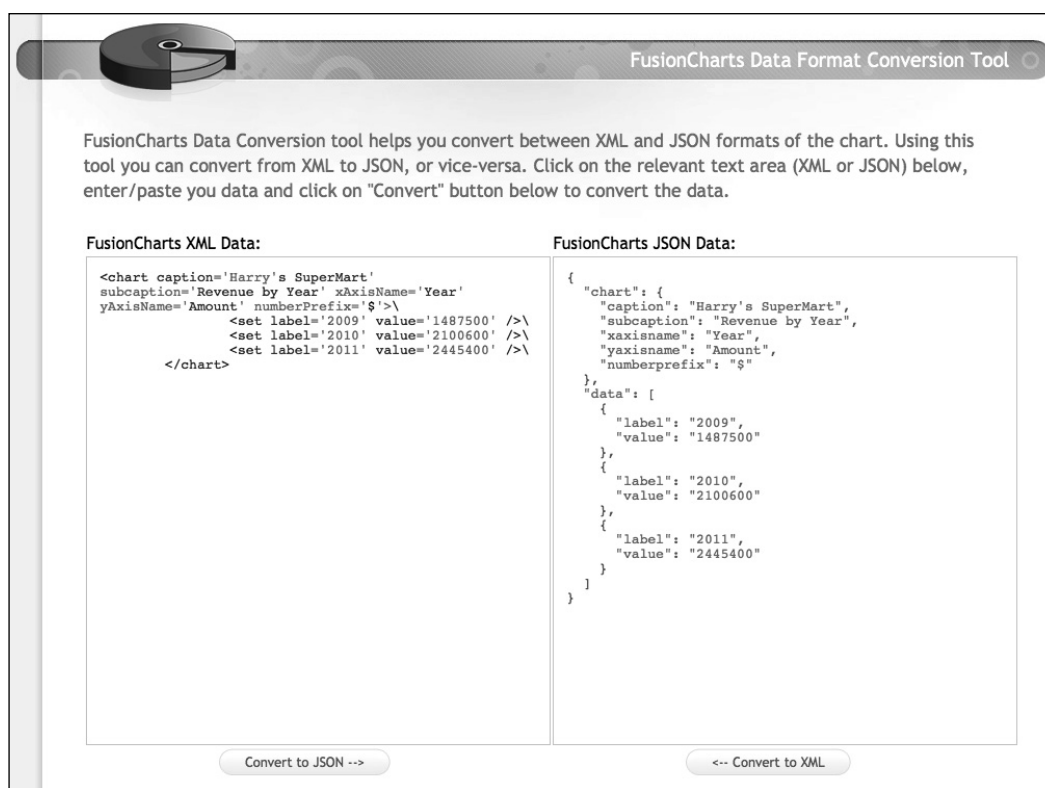 FusionCharts Data Format Conversion Tool
FusionCharts Data Conversion tool helps you convert between XML and JSON formats of the chart. Using this
tool you can convert from XML to JSON, or vice-versa. Click on the relevant text area (XML or JSON) below,
enter/paste you data and click on "Convert" button below to convert the data.
FusionCharts XML Data:
<chart caption='Harry's SuperMart'
subcaption='Revenue by Year' xAxisName='Year'
yAxisName='Amount' numberPrefix='$'>\
<set label='2009' value='1487500' />\
<set label='2010' value='2100600' />\
<set label='2011' value='2445400' />\
</chart>
Convert to JSON -->
FusionCharts JSON Data:
{
"chart": {
"caption": "Harry's SuperMart",
"subcaption": "Revenue by Year",
"xaxisname": "Year",
"yaxisname": "Amount",
"numberprefix": "$"
},
"data": [
{
"label": "2009",
"value": "1487500"
},
{
"label": "2010",
"value": "2100600"
},
{
"label": "2011",
"value": "2445400"
}
]
}
<-- Convert to XML